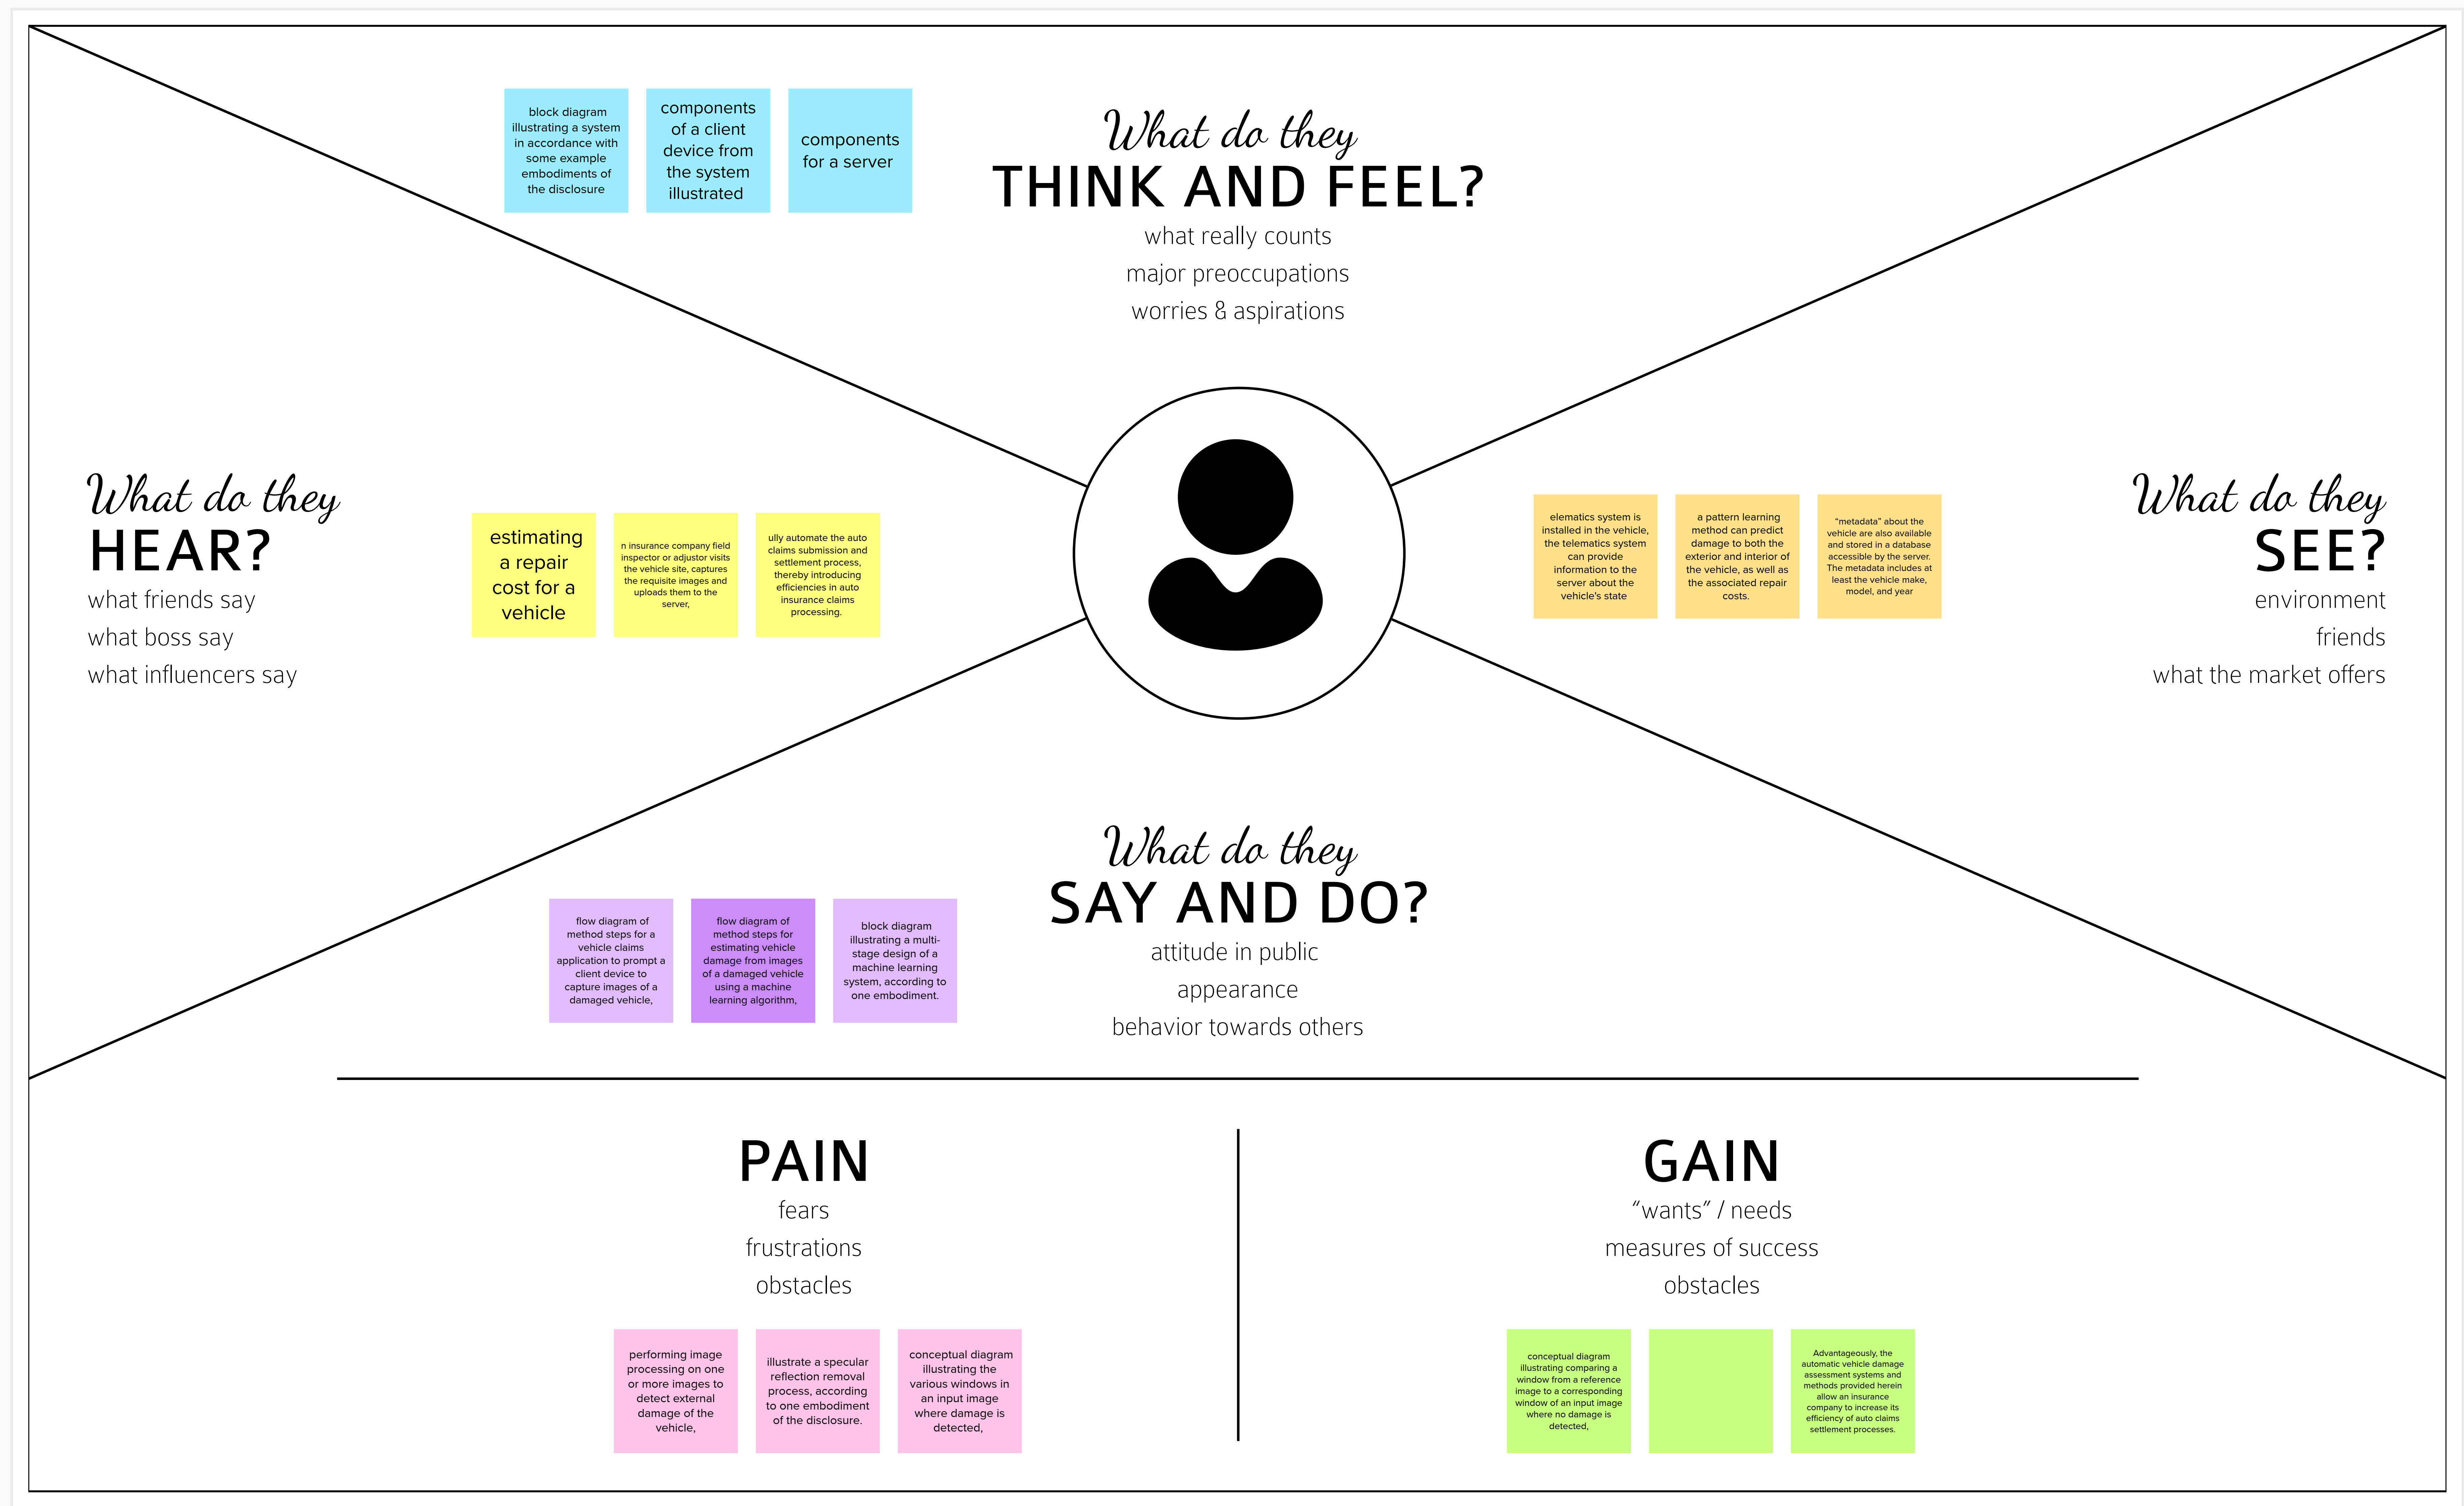 block diagram
illustrating a system
in accordance with
some example
embodiments of
the disclosure
components
of a client
device from
the system
illustrated
components
for a server
What do they
THINK AND FEEL?
what really counts
major preoccupations
worries & aspirations
What do they
HEAR?
what friends say
what boss say
what influencers say
estimating
a repair
cost for a
vehicle
n insurance company field
inspector or adjustor visits
the vehicle site, captures
the requisite images and
uploads them to the
server,
ully automate the auto
claims submission and
settlement process,
thereby introducing
efficiencies in auto
insurance claims
processing.
elematics system is
installed in the vehicle,
the telematics system
can provide
information to the
server about the
vehicle's state
a pattern learning
method can predict
damage to both the
exterior and interior of
the vehicle, as well as
the associated repair
costs.
“metadata” about the
vehicle are also available
and stored in a database
accessible by the server.
The metadata includes at
least the vehicle make,
model, and year
What do they
SEE?
environment
friends
what the market offers
What do they
SAY AND DO?
attitude in public
appearance
behavior towards others
flow diagram of
method steps for a
vehicle claims
application to prompt a
client device to
capture images of a
damaged vehicle,
flow diagram of
method steps for
estimating vehicle
damage from images
of a damaged vehicle
using a machine
learning algorithm,
block diagram
illustrating a multi-
stage design of a
machine learning
system, according to
one embodiment.
PAIN
fears
frustrations
obstacles
performing image
processing on one
or more images to
detect external
damage of the
vehicle,
illustrate a specular
reflection removal
process, according
to one embodiment
of the disclosure.
conceptual diagram
illustrating the
various windows in
an input image
where damage is
detected,
GAIN
“wants” / needs
measures of success
obstacles
conceptual diagram
illustrating comparing a
window from a reference
image to a corresponding
window of an input image
where no damage is
detected,
Advantageously, the
automatic vehicle damage
assessment systems and
methods provided herein
allow an insurance
company to increase its
efficiency of auto claims
settlement processes.